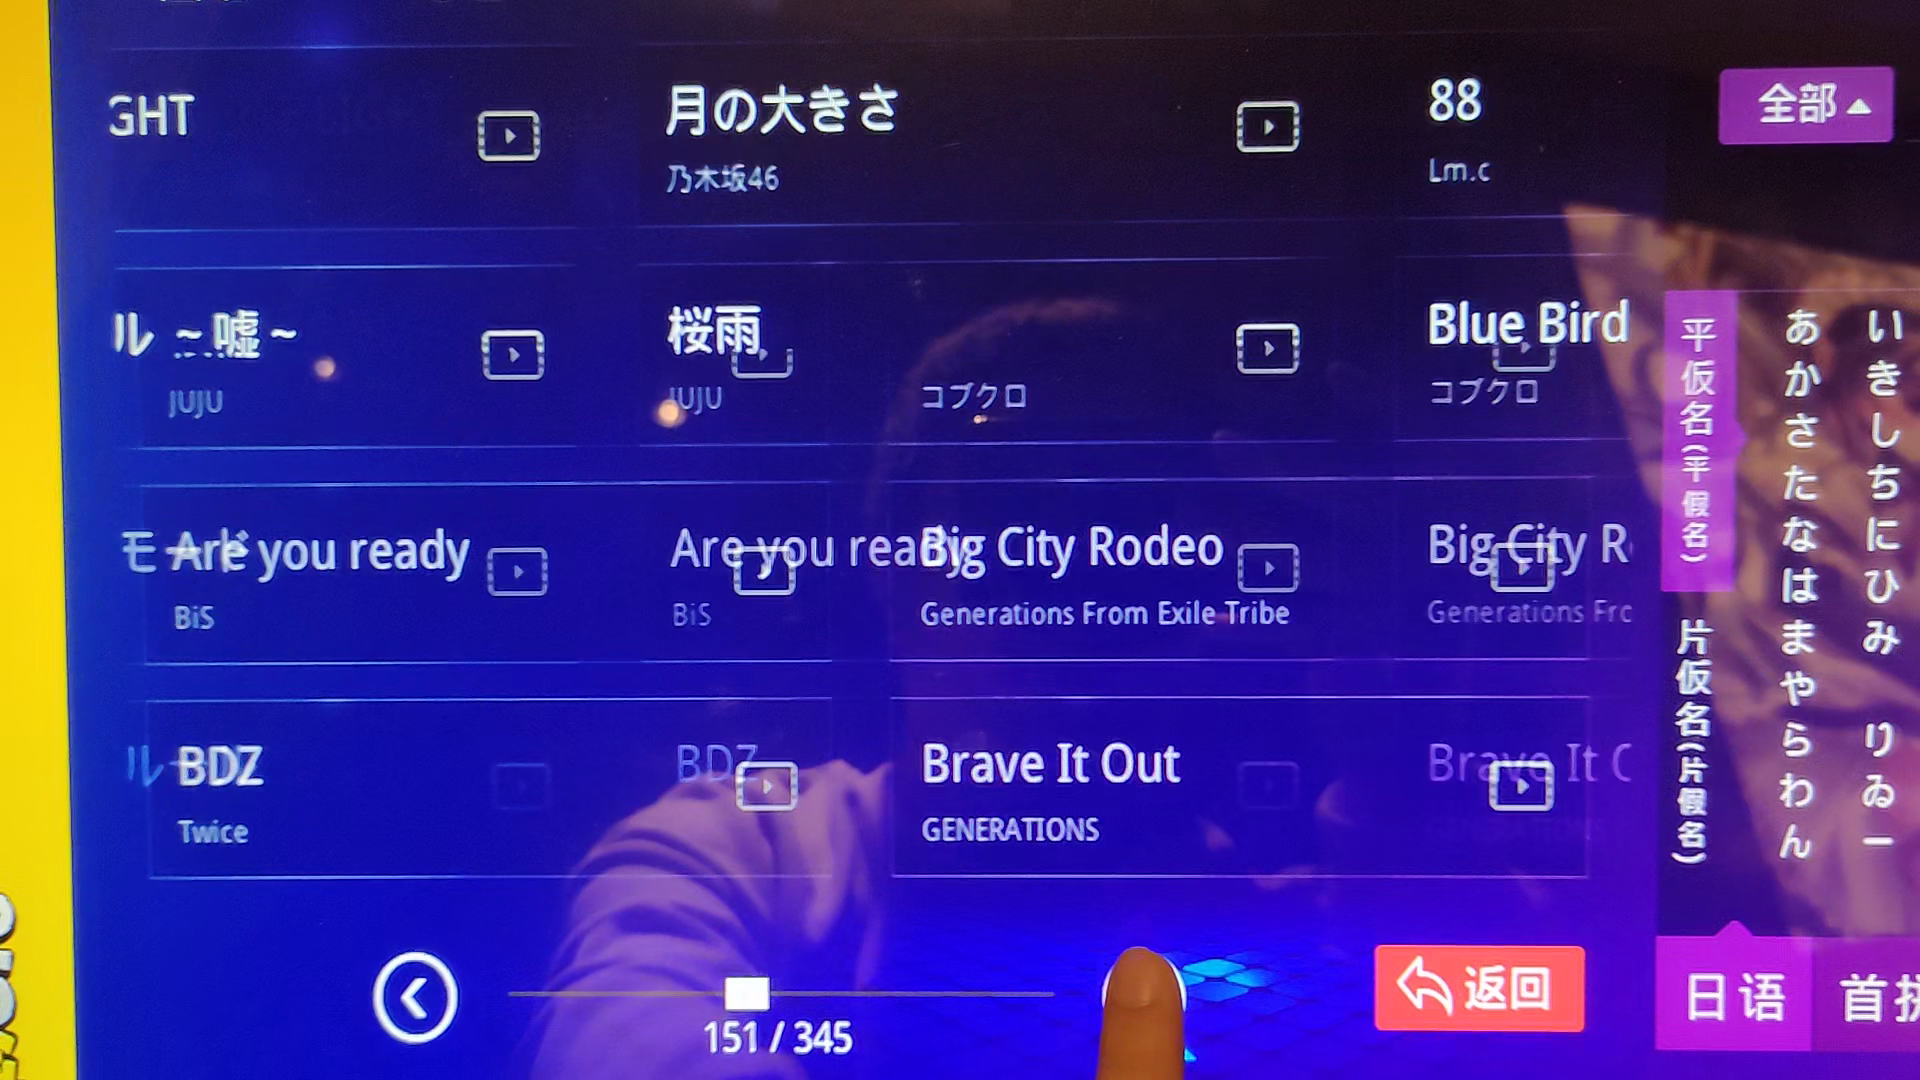 GHT
月の大きさ
乃木坂46
88
Lm.c
全部
ル ~嘘~
JUJU
桜雨
JUJU
コブクロ
Blue Bird
コブクロ
Are you ready
BiS
Are you ready
BiS
Big City Rodeo
Generations From Exile Tribe
Big City R
Generations Fro
ル
BDZ
Twice
BDZ
Brave It Out
GENERATIONS
Brave It O
平仮名(平假名)
片仮名(片假名)
あかさたなはまやらわん
いきしちにひみ りゐー
151 / 345
返回
日语
首拼